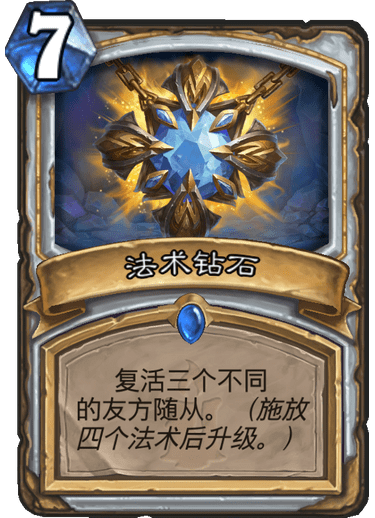 7
法术钻石
复活三个不同
的友方随从。（施放
四个法术后升级。）